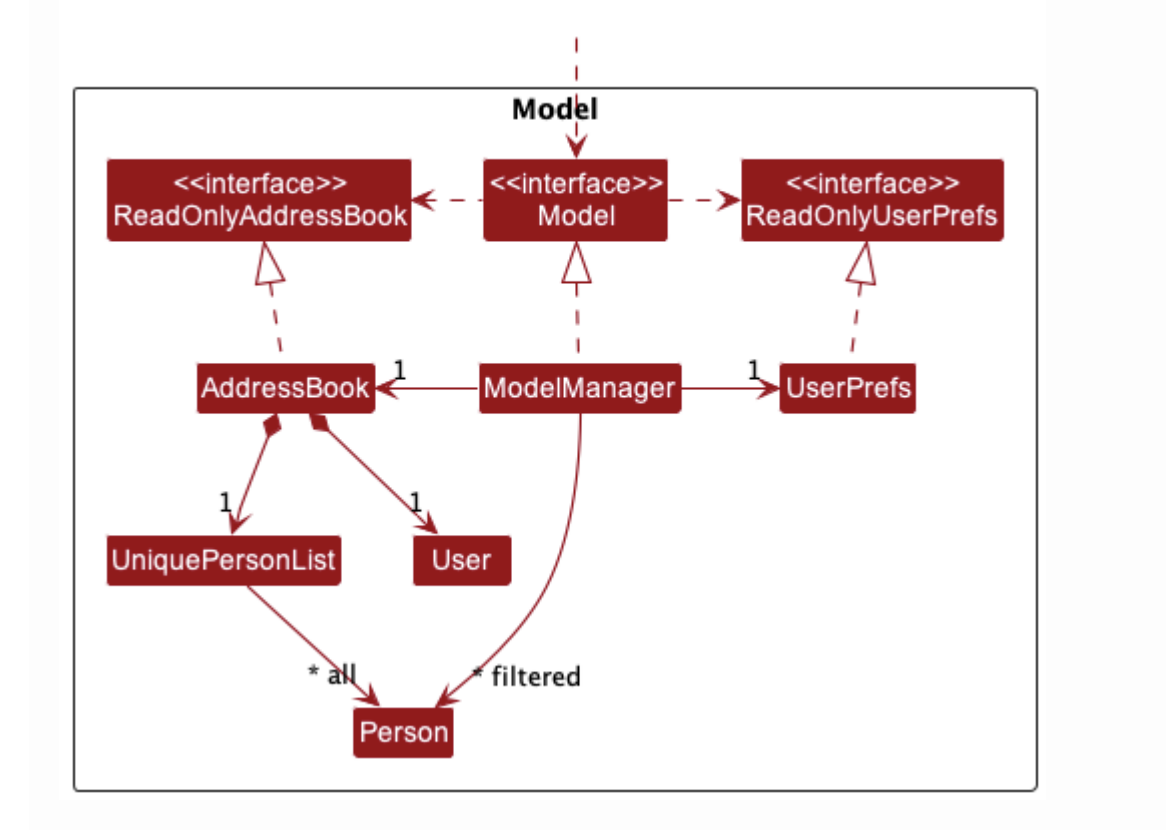 Model
<<interface>>
ReadOnlyAddressBook
<<interface>>
Model
<<interface>>
ReadOnlyUserPrefs
AddressBook
1
ModelManager
1
UserPrefs
1
1
UniquePersonList
User
* all
* filtered
Person